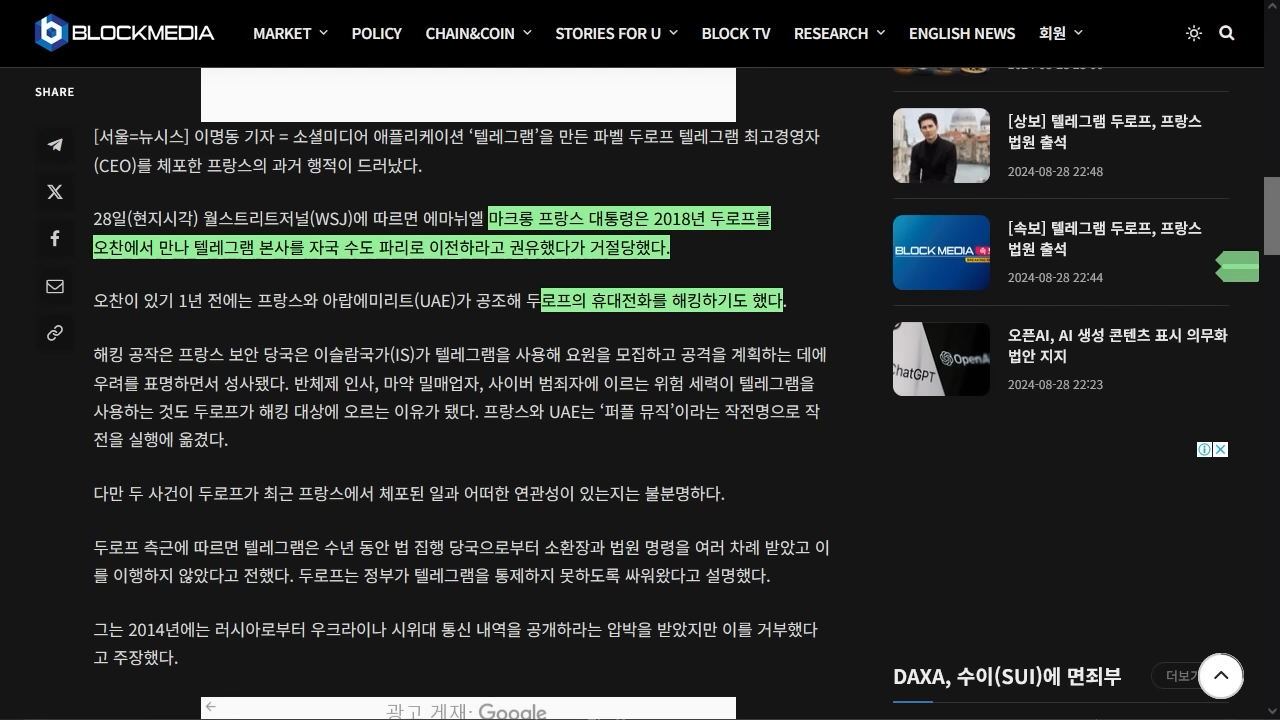 BLOCKMEDIA MARKET POLICY CHAIN&COIN STORIES FOR U BLOCK TV RESEARCH ENGLISH NEWS 회원
SHARE
[서울=뉴시스] 이명동 기자 = 소셜미디어 애플리케이션 ‘텔레그램’을 만든 파벨 두로프 텔레그램 최고경영자
(CEO)를 체포한 프랑스의 과거 행적이 드러났다.
28일(현지시각) 월스트리트저널(WSJ)에 따르면 에마뉘엘 마크롱 프랑스 대통령은 2018년 두로프를
오찬에서 만나 텔레그램 본사를 자국 수도 파리로 이전하라고 권유했다가 거절당했다.
오찬이 있기 1년 전에는 프랑스와 아랍에미리트(UAE)가 공조해 두로프의 휴대전화를 해킹하기도 했다.
해킹 공작은 프랑스 보안 당국은 이슬람국가(IS)가 텔레그램을 사용해 요원을 모집하고 공격을 계획하는 데에
우려를 표명하면서 성사됐다. 반체제 인사, 마약 밀매업자, 사이버 범죄자에 이르는 위험 세력이 텔레그램을
사용하는 것도 두로프가 해킹 대상에 오르는 이유가 됐다. 프랑스와 UAE는 ‘퍼플 뮤직’이라는 작전명으로 작
전을 실행에 옮겼다.
다만 두 사건이 두로프가 최근 프랑스에서 체포된 일과 어떠한 연관성이 있는지는 불분명하다.
두로프 측근에 따르면 텔레그램은 수년 동안 법 집행 당국으로부터 소환장과 법원 명령을 여러 차례 받았고 이
를 이행하지 않았다고 전했다. 두로프는 정부가 텔레그램을 통제하지 못하도록 싸워왔다고 설명했다.
그는 2014년에는 러시아로부터 우크라이나 시위대 통신 내역을 공개하라는 압박을 받았지만 이를 거부했다
고 주장했다.
광고 게재: Google
[상보] 텔레그램 두로프, 프랑스
법원 출석
2024-08-28 22:48
BLOCK MEDIA
[속보] 텔레그램 두로프, 프랑스
법원 출석
2024-08-28 22:44
ChatGPT OpenA
오픈AI, AI 생성 콘텐츠 표시 의무화
법안 지지
2024-08-28 22:23
DAXA, 수이(SUI)에 면죄부
더보기